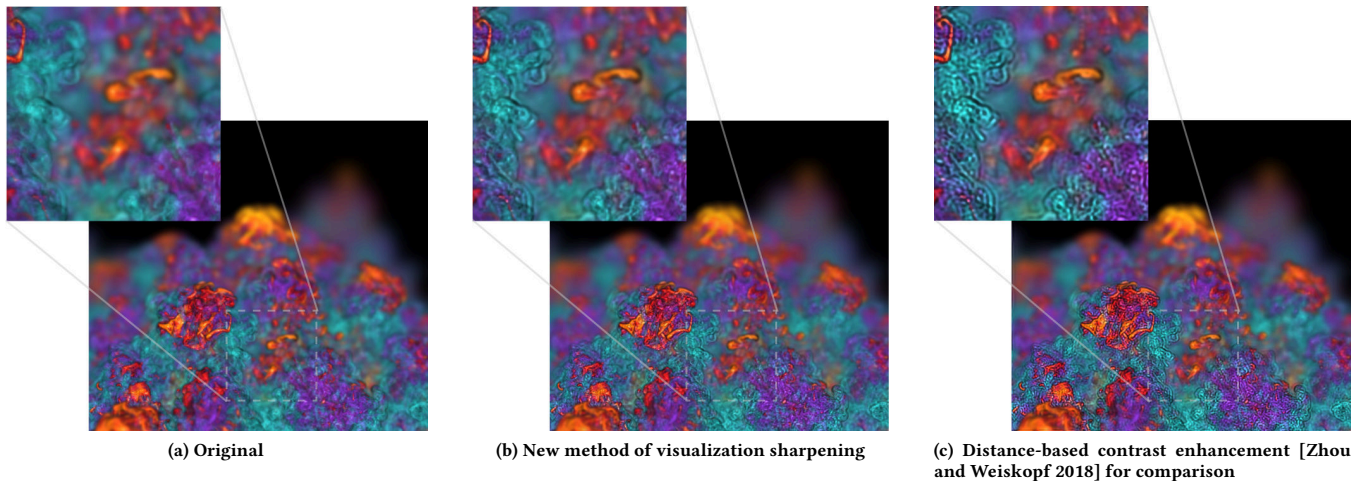 (a) Original
(b) New method of visualization sharpening
(c) Distance-based contrast enhancement [Zhou
and Weiskopf 2018] for comparison